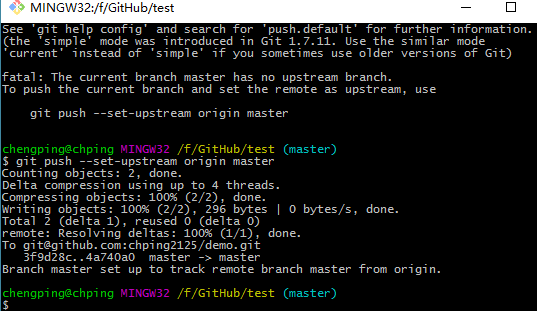 MINGW32:/f/GitHub/test
See 'git help config' and search for 'push.default' for further information.
(the 'simple' mode was introduced in Git 1.7.11. Use the similar mode
'current' instead of 'simple' if you sometimes use older versions of Git)
fatal: The current branch master has no upstream branch.
To push the current branch and set the remote as upstream, use
    git push --set-upstream origin master
chengping@chping MINGW32 /f/GitHub/test (master)
$ git push --set-upstream origin master
Counting objects: 2, done.
Delta compression using up to 4 threads.
Compressing objects: 100% (2/2), done.
Writing objects: 100% (2/2), 296 bytes | 0 bytes/s, done.
Total 2 (delta 1), reused 0 (delta 0)
remote: Resolving deltas: 100% (1/1), done.
To git@github.com:chping2125/demo.git
   3f9d28c..4a740a0  master -> master
Branch master set up to track remote branch master from origin.
chengping@chping MINGW32 /f/GitHub/test (master)
$